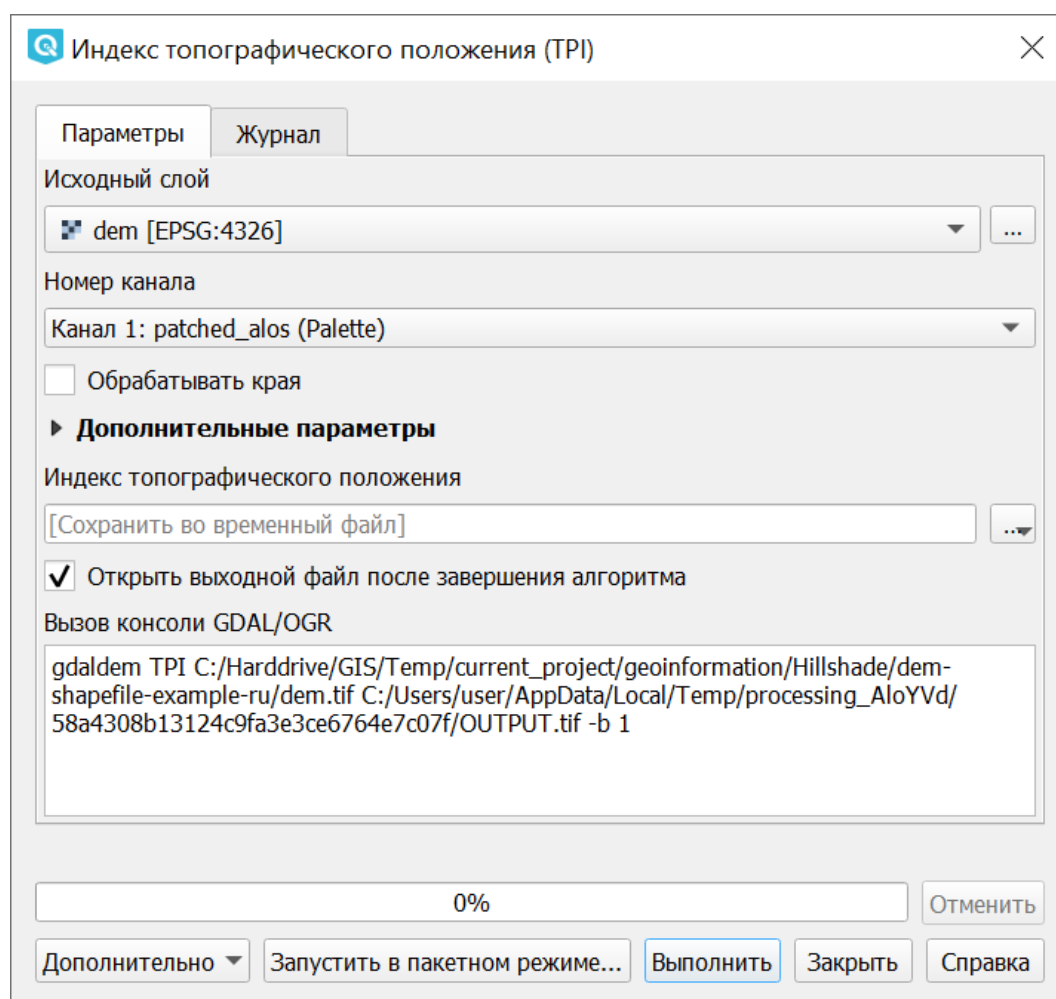 Индекс топографического положения (TPI)
Параметры
Журнал
Исходный слой
dem [EPSG:4326]
...
Номер канала
Канал 1: patched_alos (Palette)
Обрабатывать края
Дополнительные параметры
Индекс топографического положения
[Сохранить во временный файл]
...
Открыть выходной файл после завершения алгоритма
Вызов консоли GDAL/OGR
gdaldem TPI C:/Harddrive/GIS/Temp/current_project/geoinformation/Hillshade/dem-
shapefile-example-ru/dem.tif C:/Users/user/AppData/Local/Temp/processing_AloYVd/
58a4308b13124c9fa3e3ce6764e7c07f/OUTPUT.tif -b 1
0%
Отменить
Дополнительно
Запустить в пакетном режиме...
Выполнить
Закрыть
Справка